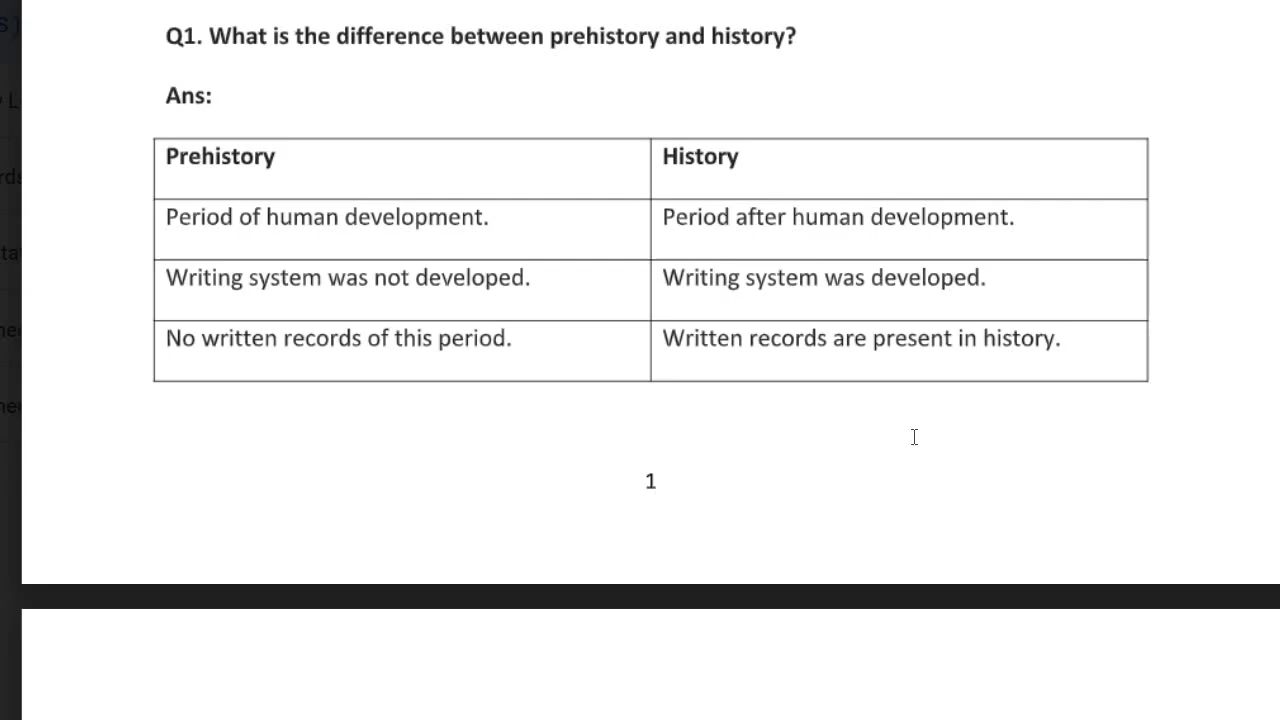 Q1. What is the difference between prehistory and history?
Ans:
Prehistory History
Period of human development. Period after human development.
Writing system was not developed. Writing system was developed.
No written records of this period. Written records are present in history.
1